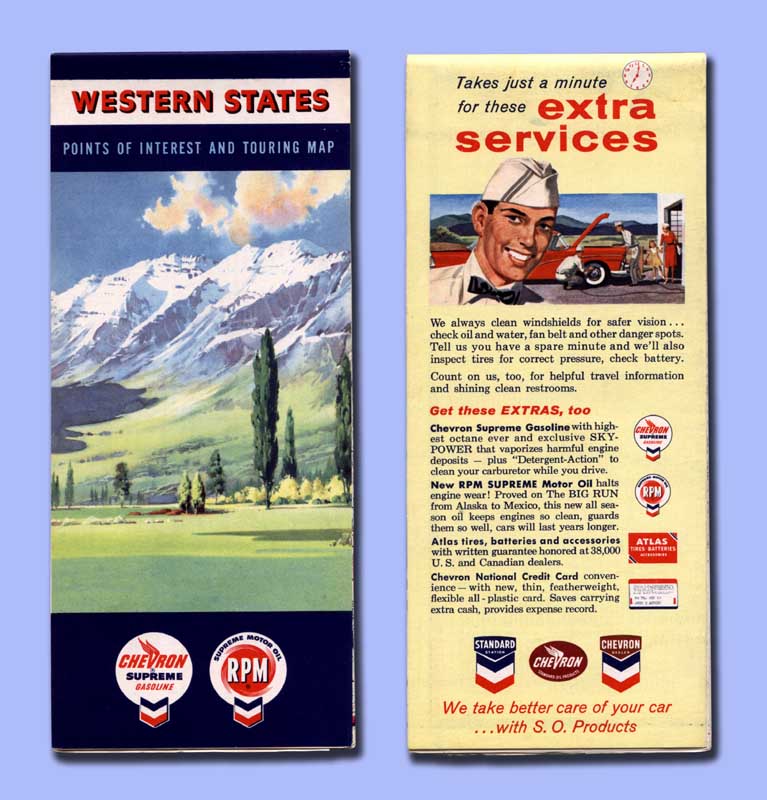 WESTERN STATES
POINTS OF INTEREST AND TOURING MAP
CHEVRON
SUPREME
GASOLINE
SUPREME MOTOR OIL
RPM
Takes just a minute
for these extra
services
We always clean windshields for safer vision . . .
check oil and water, fan belt and other danger spots.
Tell us you have a spare minute and we'll also
inspect tires for correct pressure, check battery.
Count on us, too, for helpful travel information
and shining clean restrooms.
Get these EXTRAS, too
Chevron Supreme Gasoline with high-
est octane ever and exclusive SKY-
POWER that vaporizes harmful engine
deposits — plus "Detergent-Action" to
clean your carburetor while you drive.
CHEVRON
SUPREME
GASOLINE
New RPM SUPREME Motor Oil halts
engine wear! Proved on The BIG RUN
from Alaska to Mexico, this new all sea-
son oil keeps engines so clean, guards
them so well, cars will last years longer.
RPM
Atlas tires, batteries and accessories
with written guarantee honored at 38,000
U. S. and Canadian dealers.
ATLAS
TIRES BATTERIES
ACCESSORIES
Chevron National Credit Card conven-
ience — with new, thin, featherweight,
flexible all-plastic card. Saves carrying
extra cash, provides expense record.
STANDARD
STATION
CHEVRON
STANDARD OIL PRODUCTS
CHEVRON
DEALER
We take better care of your car
. . . with S. O. Products